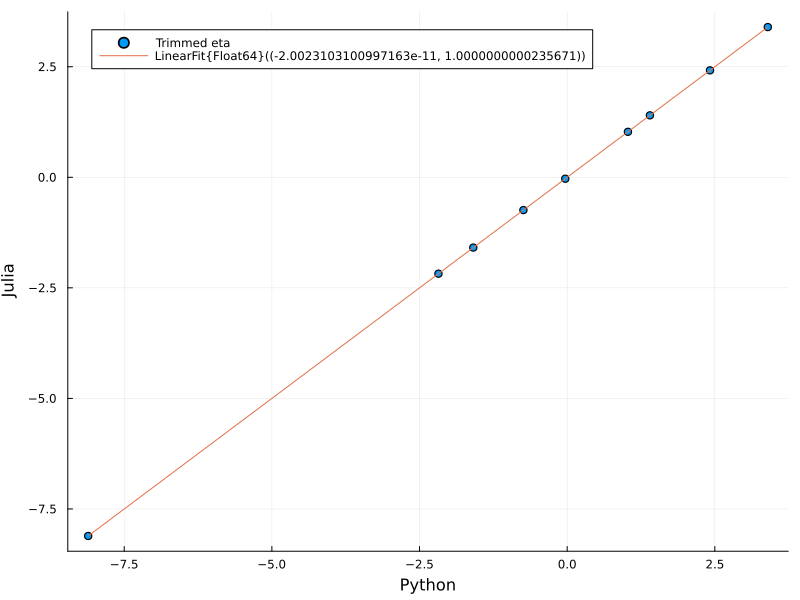 Trimmed eta
LinearFit{Float64}((-2.0023103100997163e-11, 1.0000000000235671))
2.5
0.0
−2.5
−5.0
−7.5
Julia
−7.5
−5.0
−2.5
0.0
2.5
Python